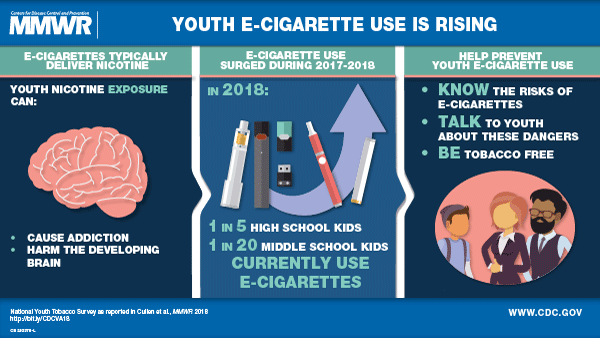 Centers for Disease Control and Prevention
MMWR
YOUTH E-CIGARETTE USE IS RISING
E-CIGARETTES TYPICALLY
DELIVER NICOTINE
YOUTH NICOTINE EXPOSURE
CAN:
• CAUSE ADDICTION
• HARM THE DEVELOPING
BRAIN
E-CIGARETTE USE
SURGED DURING 2017-2018
IN 2018:
1 IN 5 HIGH SCHOOL KIDS
1 IN 20 MIDDLE SCHOOL KIDS
CURRENTLY USE
E-CIGARETTES
HELP PREVENT
YOUTH E-CIGARETTE USE
• KNOW THE RISKS OF
E-CIGARETTES
• TALK TO YOUTH
ABOUT THESE DANGERS
• BE TOBACCO FREE
National Youth Tobacco Survey as reported in Cullen et al., MMWR 2018
http://bit.ly/CDCVA18
WWW.CDC.GOV